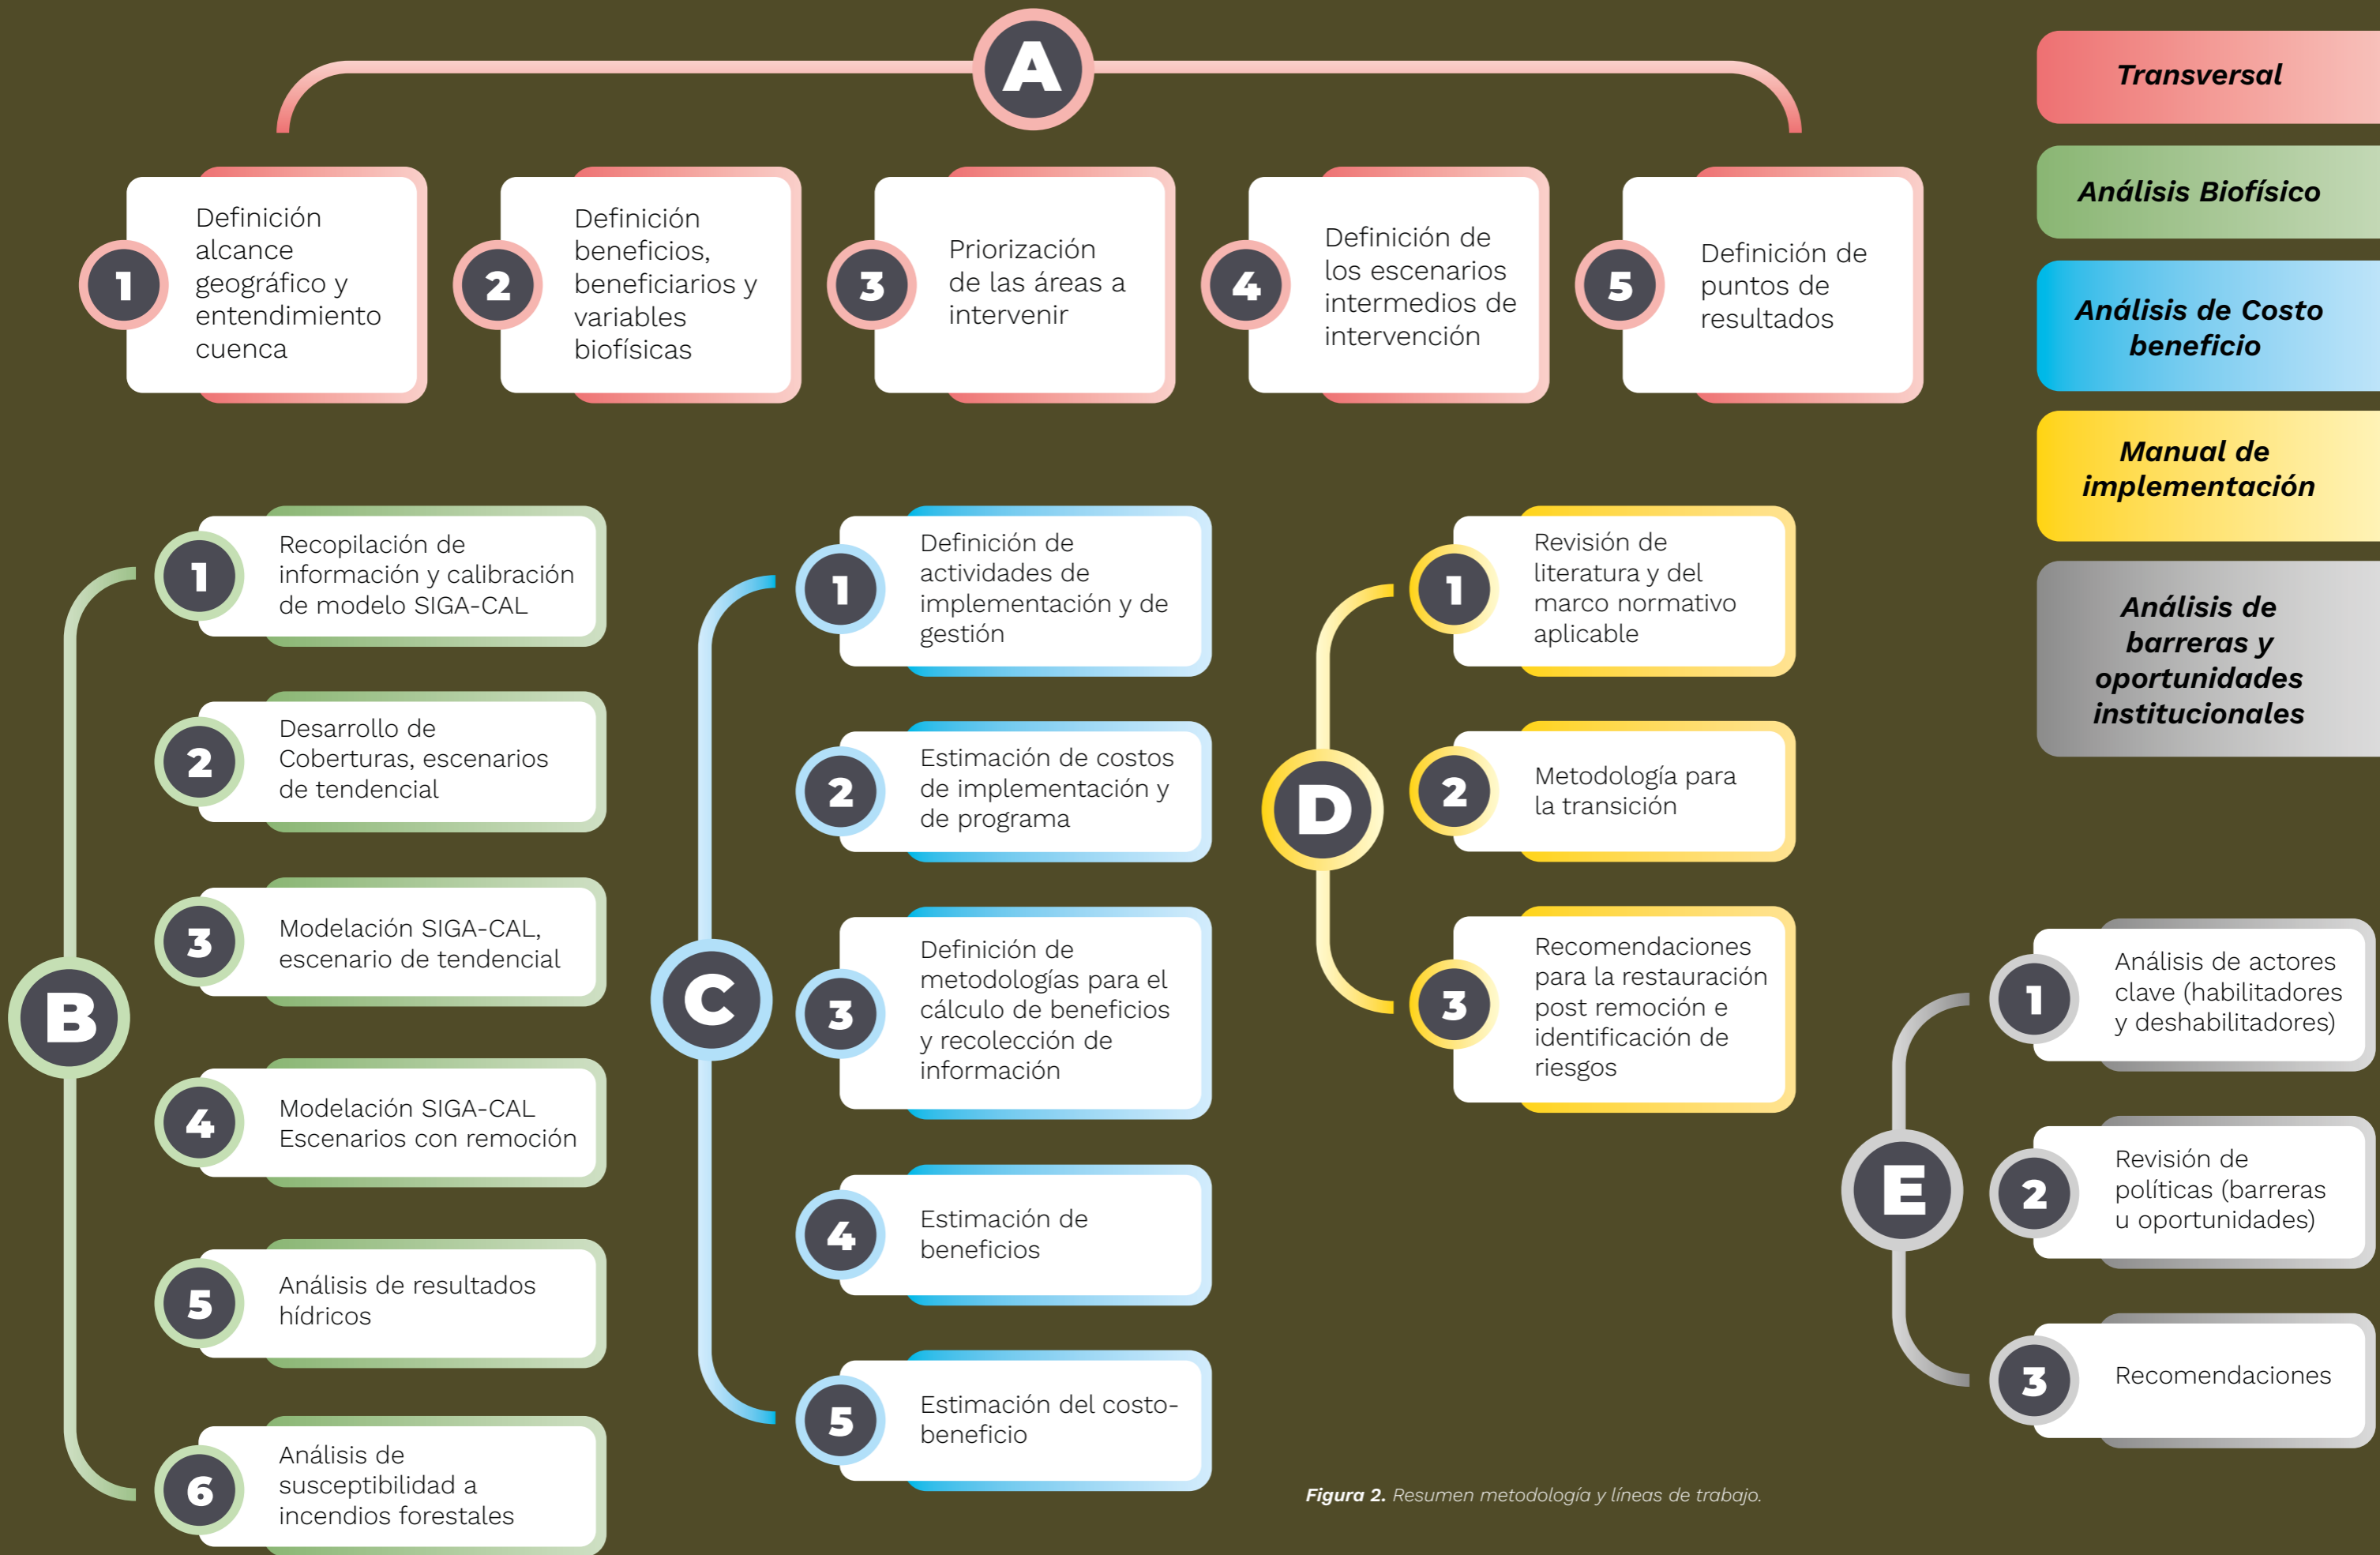 A
1
Definición
alcance
geográfico y
entendimiento
cuenca
2
Definición
beneficios,
beneficiarios y
variables
biofísicas
3
Priorización
de las áreas a
intervenir
4
Definición de
los escenarios
intermedios de
intervención
5
Definición de
puntos de
resultados
Transversal
Análisis Biofísico
Análisis de Costo
beneficio
Manual de
implementación
Análisis de
barreras y
oportunidades
institucionales
B
1
Recopilación de
información y calibración
de modelo SIGA-CAL
2
Desarrollo de
Coberturas, escenarios
de tendencial
3
Modelación SIGA-CAL,
escenario de tendencial
4
Modelación SIGA-CAL
Escenarios con remoción
5
Análisis de resultados
hídricos
6
Análisis de
susceptibilidad a
incendios forestales
C
1
Definición de
actividades de
implementación y de
gestión
2
Estimación de costos
de implementación y
de programa
3
Definición de
metodologías para el
cálculo de beneficios
y recolección de
información
4
Estimación de
beneficios
5
Estimación del costo-
beneficio
D
1
Revisión de
literatura y del
marco normativo
aplicable
2
Metodología para
la transición
3
Recomendaciones
para la restauración
post remoción e
identificación de
riesgos
E
1
Análisis de actores
clave (habilitadores
y deshabilitadores)
2
Revisión de
políticas (barreras
u oportunidades)
3
Recomendaciones
Figura 2. Resumen metodología y líneas de trabajo.